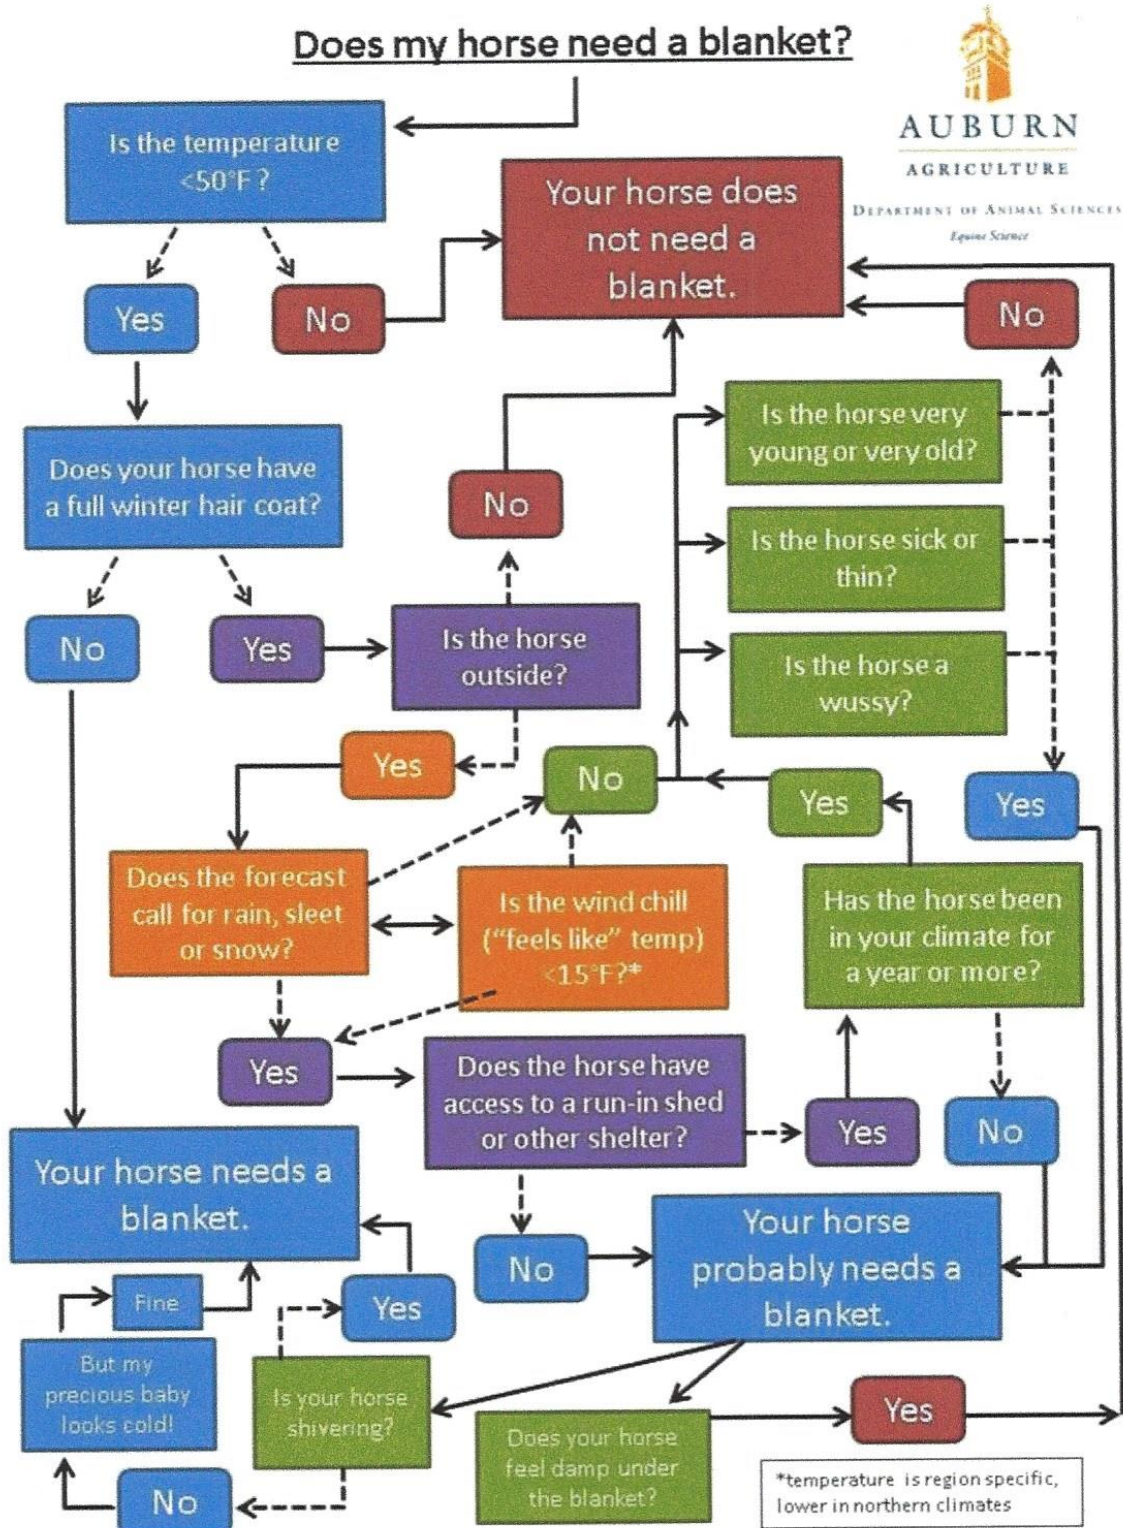 Does my horse need a blanket?
AUBURN
AGRICULTURE
DEPARTMENT OF ANIMAL SCIENCES
Equine Science
Is the temperature
<50°F?
Your horse does
not need a
blanket.
Yes
No
No
Is the horse very
young or very old?
Does your horse have
a full winter hair coat?
No
Is the horse sick or
thin?
No
Yes
Is the horse
outside?
Is the horse a
wussy?
Yes
No
Yes
Yes
Does the forecast
call for rain, sleet
or snow?
Is the wind chill
("feels like" temp)
<15°F?*
Has the horse been
in your climate for
a year or more?
Yes
Does the horse have
access to a run-in shed
or other shelter?
Yes
No
Your horse needs a
blanket.
No
Your horse
probably needs a
blanket.
Fine
Yes
But my
precious baby
looks cold!
Is your horse
shivering?
Does your horse
feel damp under
the blanket?
Yes
No
*temperature is region specific,
lower in northern climates